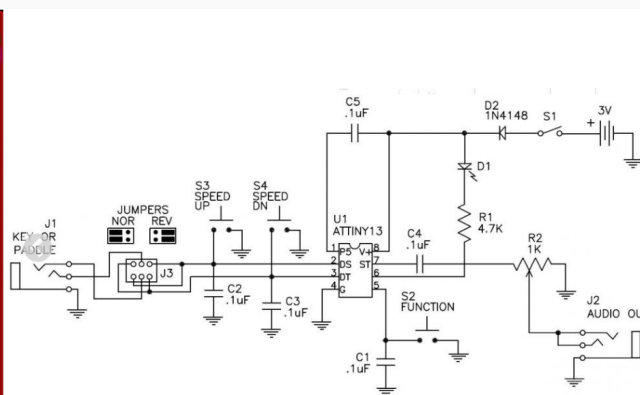 C5
.1uF
D2
1N4148
S1
3V
+
D1
S3
SPEED
UP
S4
SPEED
DN
U1
ATTINY13
JUMPERS
NOR REV
J1
KEY OR
PADDLE
J3
1 P5 V+ 8
2 DS ST 7
3 DT 6
4 G 5
C4
.1uF
R1
4.7K
R2
1K
C2
.1uF
C3
.1uF
S2
FUNCTION
J2
AUDIO OU
C1
.1uF